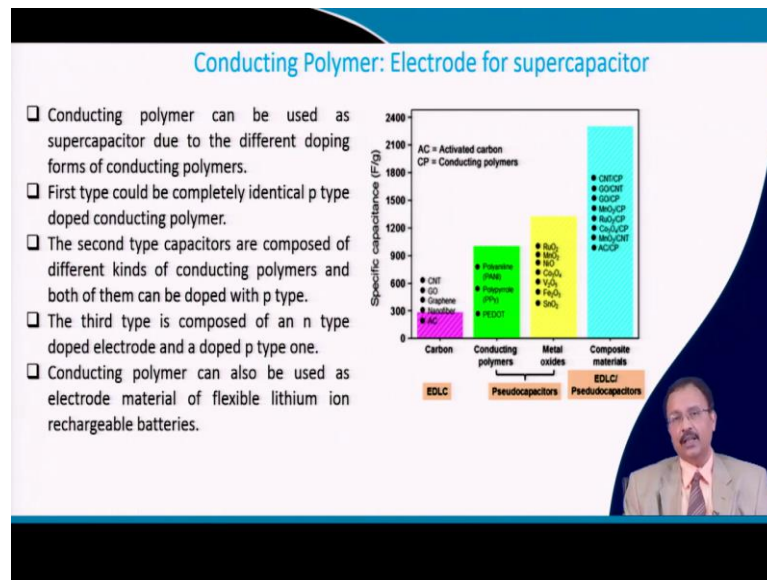 Conducting Polymer: Electrode for supercapacitor
❑ Conducting polymer can be used as
supercapacitor due to the different doping
forms of conducting polymers.
❑ First type could be completely identical p type
doped conducting polymer.
❑ The second type capacitors are composed of
different kinds of conducting polymers and
both of them can be doped with p type.
❑ The third type is composed of an n type
doped electrode and a doped p type one.
❑ Conducting polymer can also be used as
electrode material of flexible lithium ion
rechargeable batteries.
Specific capacitance (F/g)
2400
2100
1800
1500
1200
900
600
300
0
AC = Activated carbon
CP = Conducting polymers
• CNT
• GO
• Graphene
• Nanofiber
• AC
• Polyaniline
(PANI)
• Polypyrole
(PPy)
• PEDOT
• RuO₂
• MnO₂
• NiO
• Co₃O₄
• V₂O₅
• Fe₂O₃
• SnO₂
• CNT/CP
• GO/CNT
• GO/CP
• MnO₂/CP
• RuO₂/CP
• Co₃O₄/CP
• MnO₂/CNT
• AC/CP
Carbon
Conducting
polymers
Metal
oxides
Composite
materials
EDLC
Pseudocapacitors
EDLC/
Psedudocapacitors